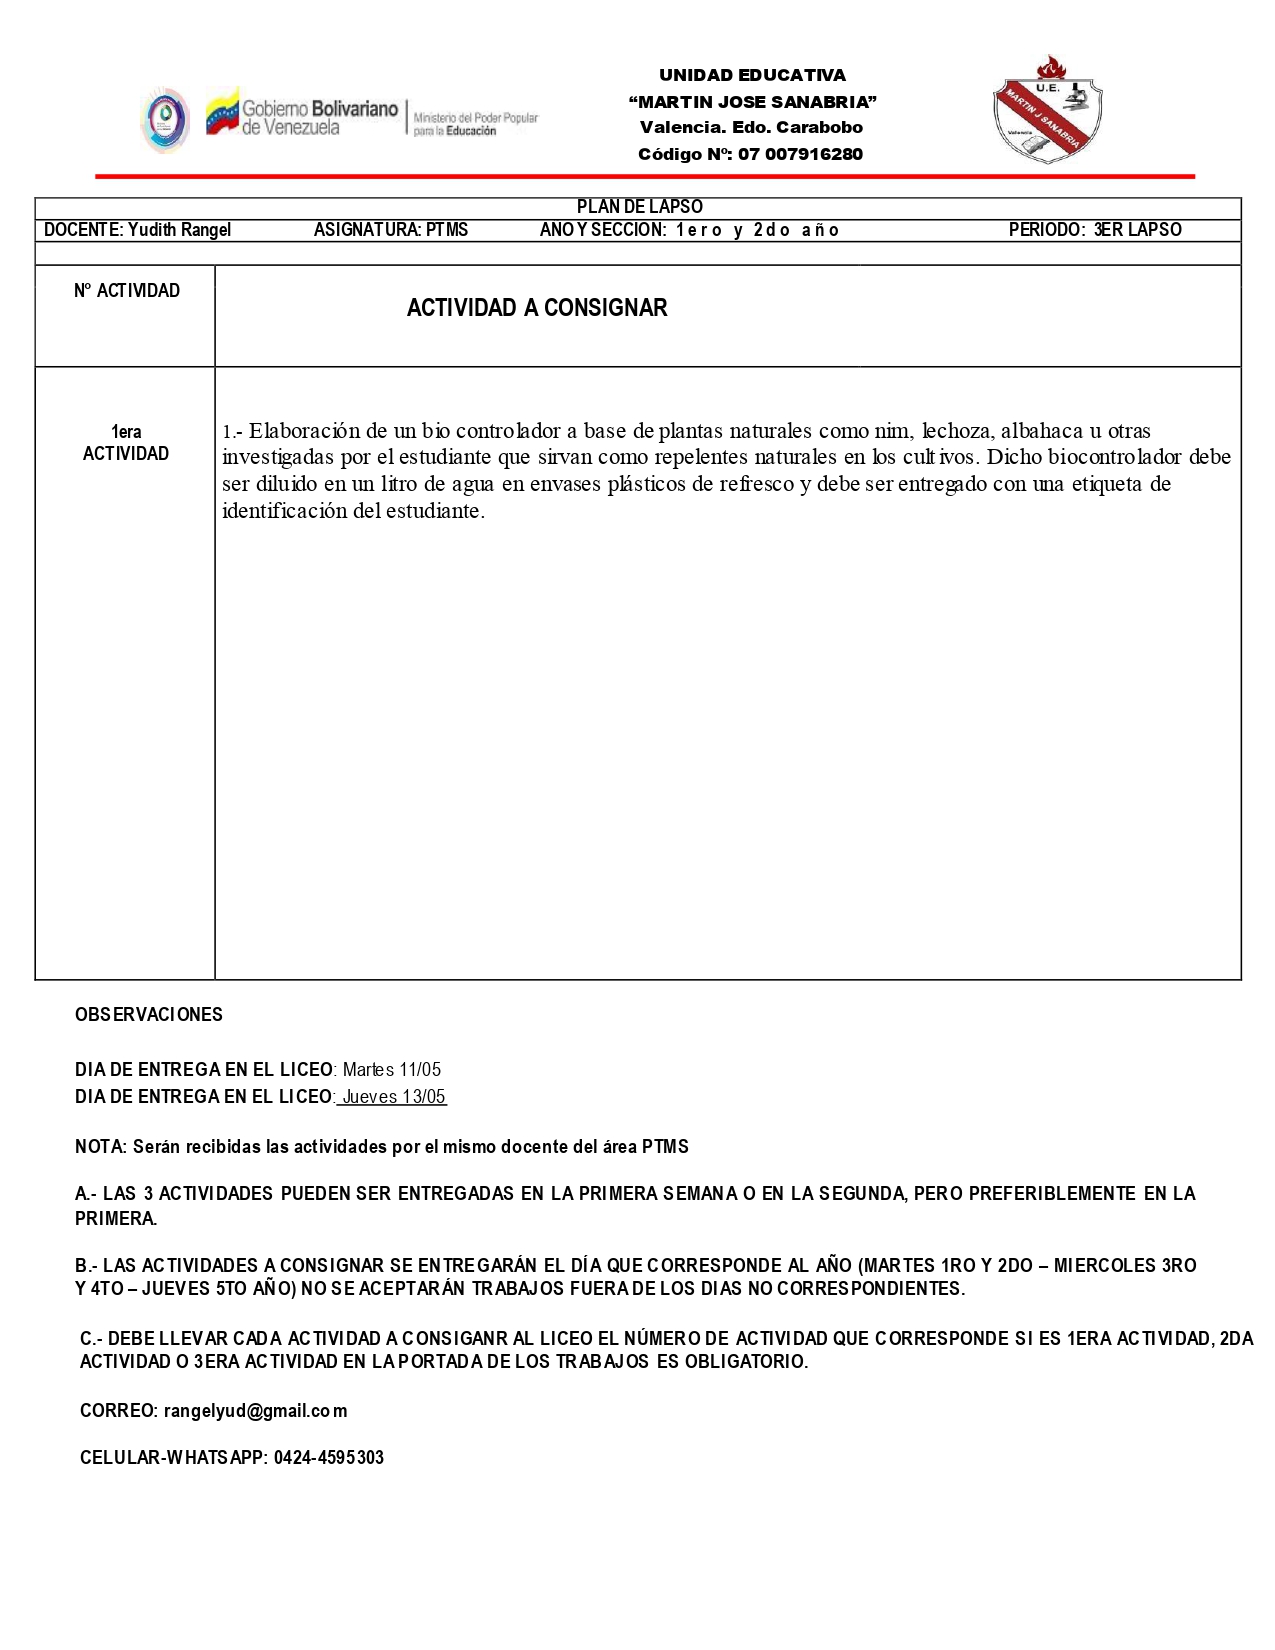 UNIDAD EDUCATIVA
“MARTIN JOSE SANABRIA”
Valencia. Edo. Carabobo
Código Nº: 07 007916280
Gobierno Bolivariano
de Venezuela
Ministerio del Poder Popular
para la Educación
U.E.
MARTIN J SANABRIA
Valencia
PLAN DE LAPSO
DOCENTE: Yudith Rangel ASIGNATURA: PTMS ANO Y SECCION: 1ero y 2do año PERIODO: 3ER LAPSO
Nº ACTIVIDAD
ACTIVIDAD A CONSIGNAR
1era
ACTIVIDAD
1.- Elaboración de un bio controlador a base de plantas naturales como nim, lechoza, albahaca u otras
investigadas por el estudiante que sirvan como repelentes naturales en los cultivos. Dicho biocontrolador debe
ser diluido en un litro de agua en envases plásticos de refresco y debe ser entregado con una etiqueta de
identificación del estudiante.
OBSERVACIONES
DIA DE ENTREGA EN EL LICEO: Martes 11/05
DIA DE ENTREGA EN EL LICEO: Jueves 13/05
NOTA: Serán recibidas las actividades por el mismo docente del área PTMS
A.- LAS 3 ACTIVIDADES PUEDEN SER ENTREGADAS EN LA PRIMERA SEMANA O EN LA SEGUNDA, PERO PREFERIBLEMENTE EN LA
PRIMERA.
B.- LAS ACTIVIDADES A CONSIGNAR SE ENTREGARÁN EL DÍA QUE CORRESPONDE AL AÑO (MARTES 1RO Y 2DO – MIERCOLES 3RO
Y 4TO – JUEVES 5TO AÑO) NO SE ACEPTARÁN TRABAJOS FUERA DE LOS DIAS NO CORRESPONDIENTES.
C.- DEBE LLEVAR CADA ACTIVIDAD A CONSIGANR AL LICEO EL NÚMERO DE ACTIVIDAD QUE CORRESPONDE SI ES 1ERA ACTIVIDAD, 2DA
ACTIVIDAD O 3ERA ACTIVIDAD EN LA PORTADA DE LOS TRABAJOS ES OBLIGATORIO.
CORREO: rangelyud@gmail.com
CELULAR-WHATSAPP: 0424-4595303